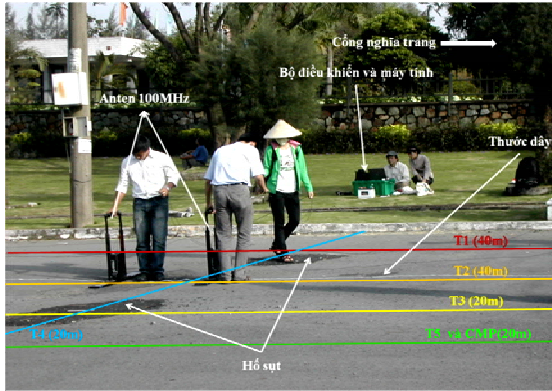 Cổng nghĩa trang
Bộ điều khiển và máy tính
Anten 100MHz
Thước dây
T1 (40m)
T2 (40m)
T3 (20m)
T4 (20m)
T5 và CMP(20m)
Hố sụt